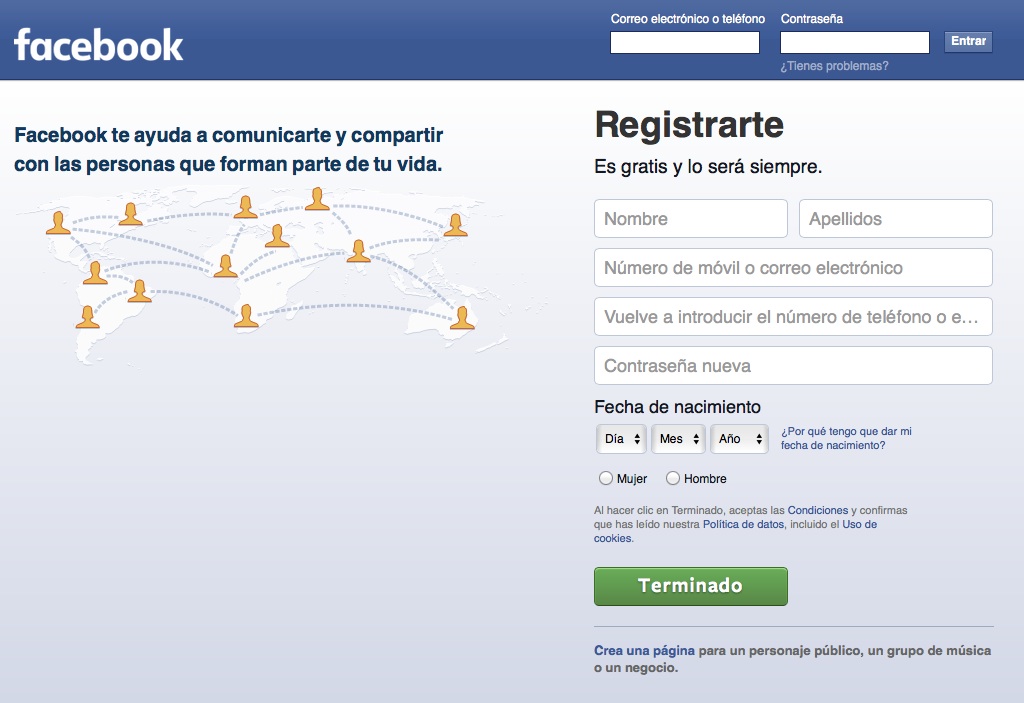 facebook
Correo electrónico o teléfono
Contraseña
Entrar
¿Tienes problemas?
Facebook te ayuda a comunicarte y compartir
con las personas que forman parte de tu vida.
Registrarte
Es gratis y lo será siempre.
Nombre
Apellidos
Número de móvil o correo electrónico
Vuelve a introducir el número de teléfono o e…
Contraseña nueva
Fecha de nacimiento
Día
Mes
Año
¿Por qué tengo que dar mi
fecha de nacimiento?
Mujer
Hombre
Al hacer clic en Terminado, aceptas las Condiciones y confirmas
que has leído nuestra Política de datos, incluido el Uso de
cookies.
Terminado
Crea una página para un personaje público, un grupo de música
o un negocio.